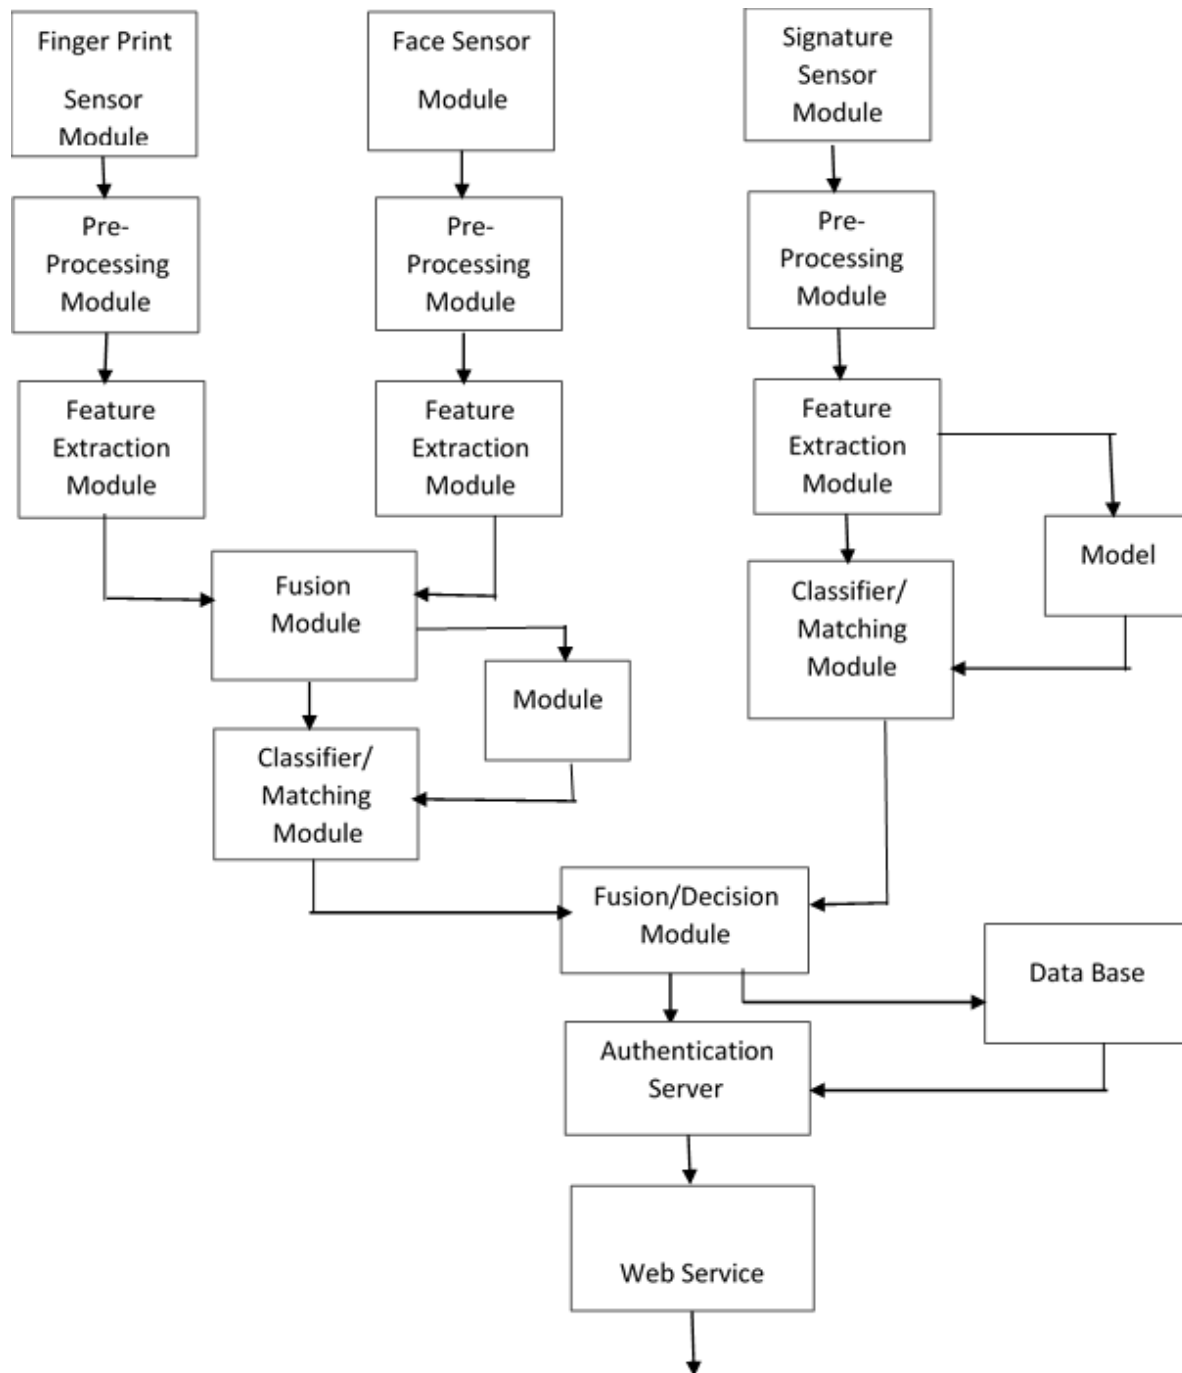 Finger Print
Sensor
Module
Face Sensor
Module
Signature
Sensor
Module
Pre-
Processing
Module
Pre-
Processing
Module
Pre-
Processing
Module
Feature
Extraction
Module
Feature
Extraction
Module
Feature
Extraction
Module
Model
Fusion
Module
Classifier/
Matching
Module
Module
Classifier/
Matching
Module
Fusion/Decision
Module
Data Base
Authentication
Server
Web Service